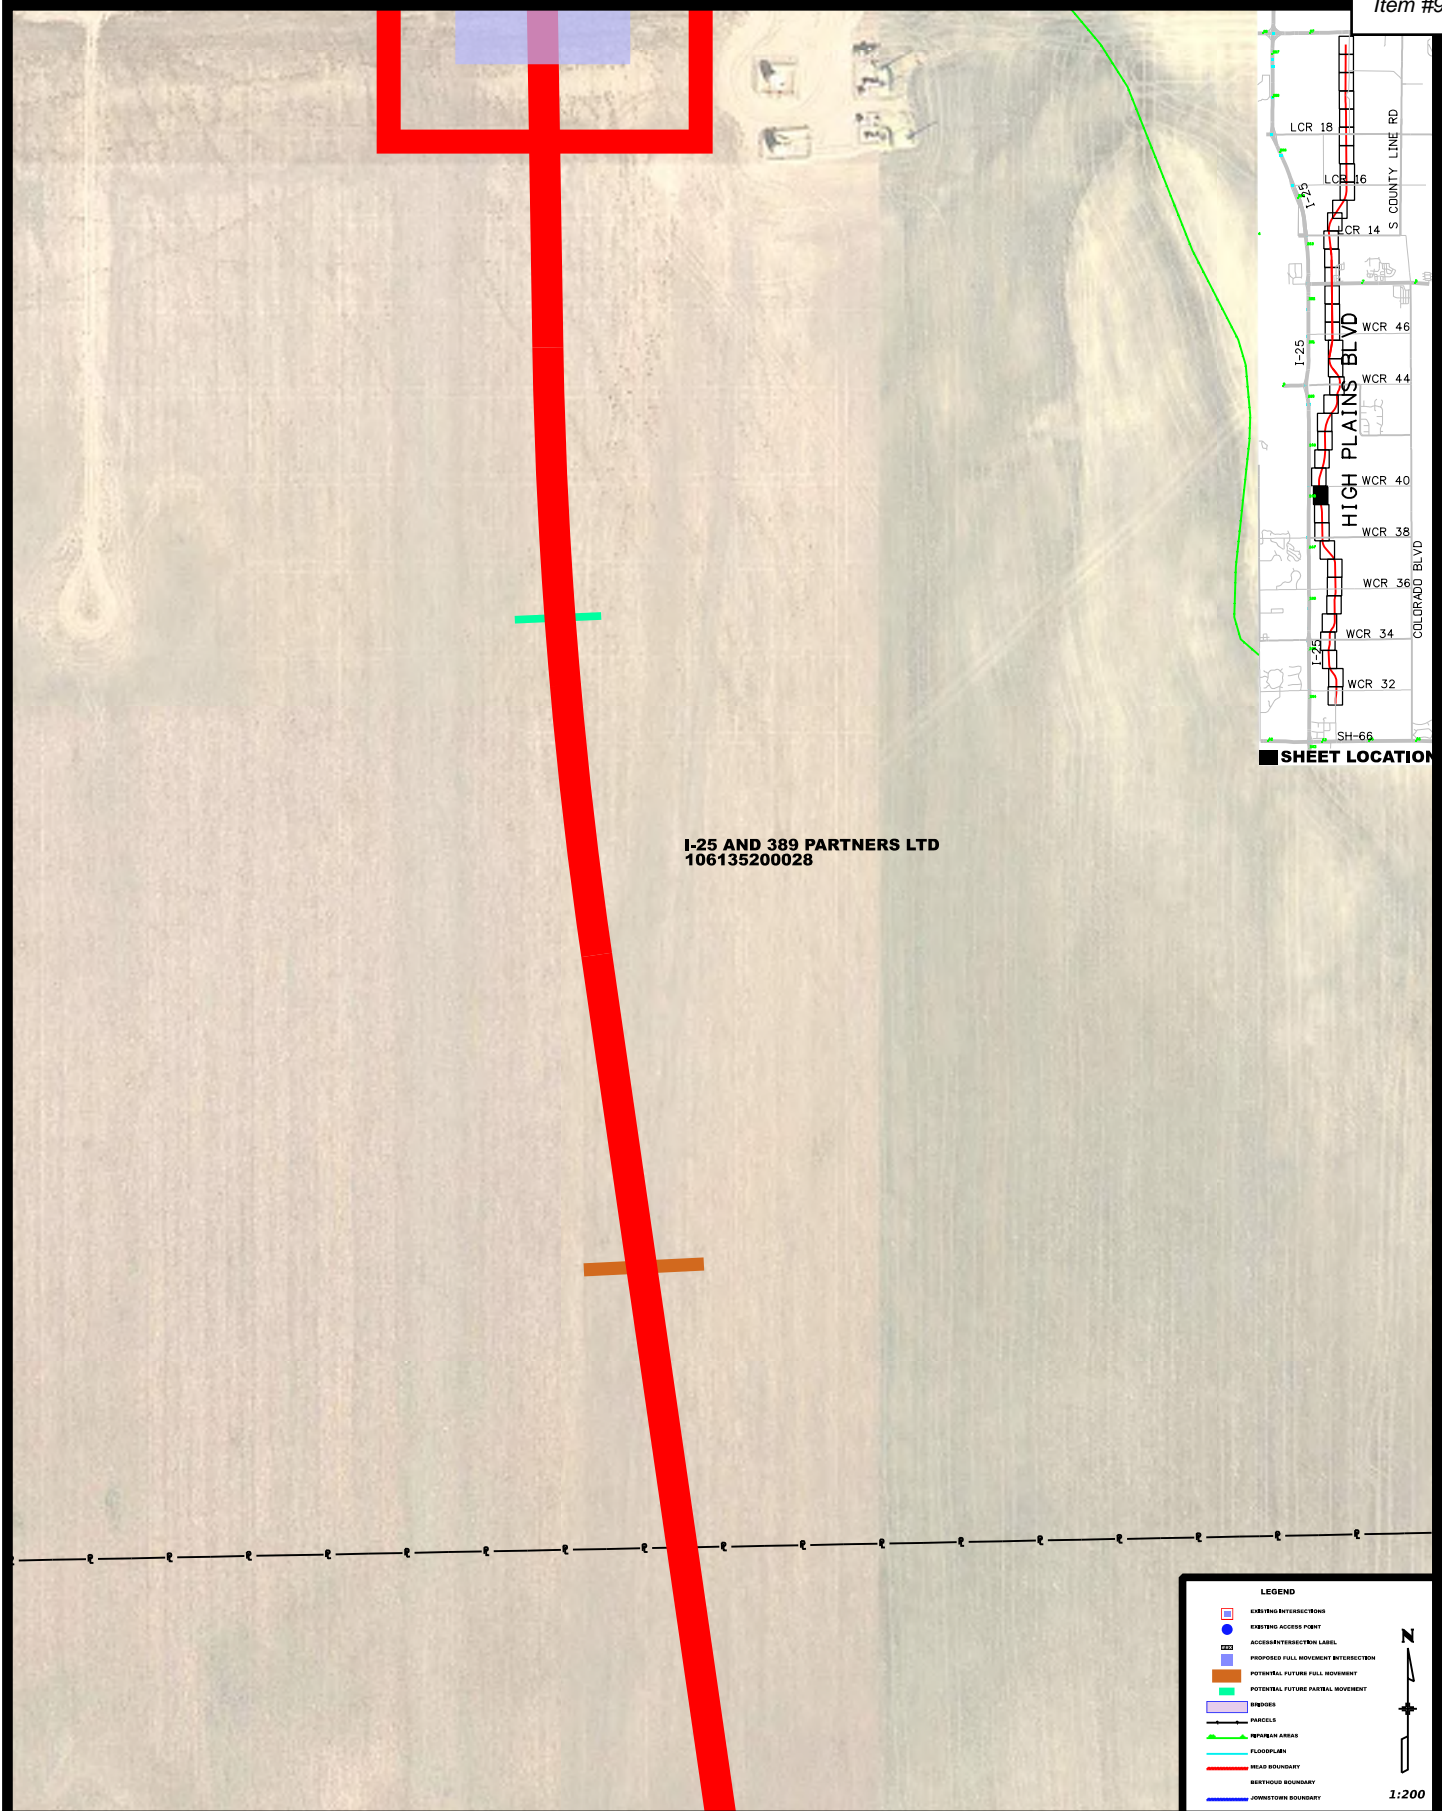 Item #9
LCR 18
S COUNTY LINE RD
I-25
LCR 16
LCR 14
WCR 46
HIGH PLAINS BLVD
I-25
WCR 44
WCR 40
WCR 38
COLORADO BLVD
WCR 36
WCR 34
I-25
WCR 32
SH-66
SHEET LOCATION
I-25 AND 389 PARTNERS LTD
106135200028
LEGEND
EXISTING INTERSECTIONS
EXISTING ACCESS POINT
ACCESS/INTERSECTION LABEL
PROPOSED FULL MOVEMENT INTERSECTION
POTENTIAL FUTURE FULL MOVEMENT
POTENTIAL FUTURE PARTIAL MOVEMENT
BRIDGES
PARCELS
RIPARIAN AREAS
FLOODPLAIN
MEAD BOUNDARY
BERTHOUD BOUNDARY
JOWNSTOWN BOUNDARY
N
1:200